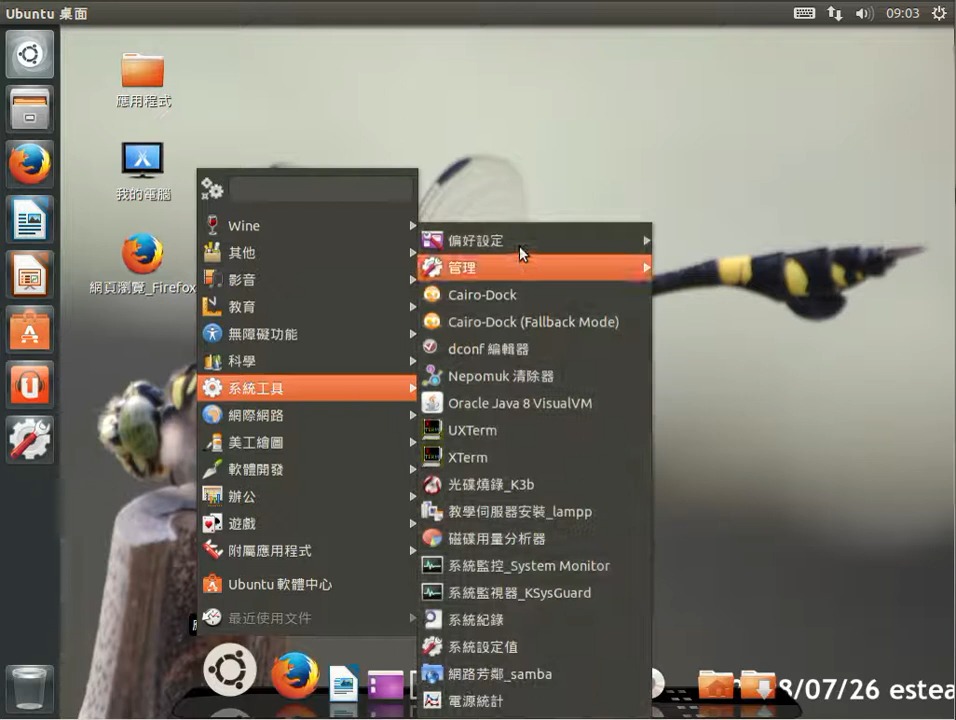 Ubuntu 桌面
09:03
應用程式
我的電腦
網頁瀏覽_Firefox
Wine
其他
影音
教育
無障礙功能
科學
系統工具
網際網路
美工繪圖
軟體開發
辦公
遊戲
附屬應用程式
Ubuntu 軟體中心
最近使用文件
偏好設定
管理
Cairo-Dock
Cairo-Dock (Fallback Mode)
dconf 編輯器
Nepomuk 清除器
Oracle Java 8 VisualVM
UXTerm
XTerm
光碟燒錄_K3b
教學伺服器安裝_lampp
磁碟用量分析器
系統監控_System Monitor
系統監視器_KSysGuard
系統紀錄
系統設定值
網路芳鄰_samba
電源統計
8/07/26 estea